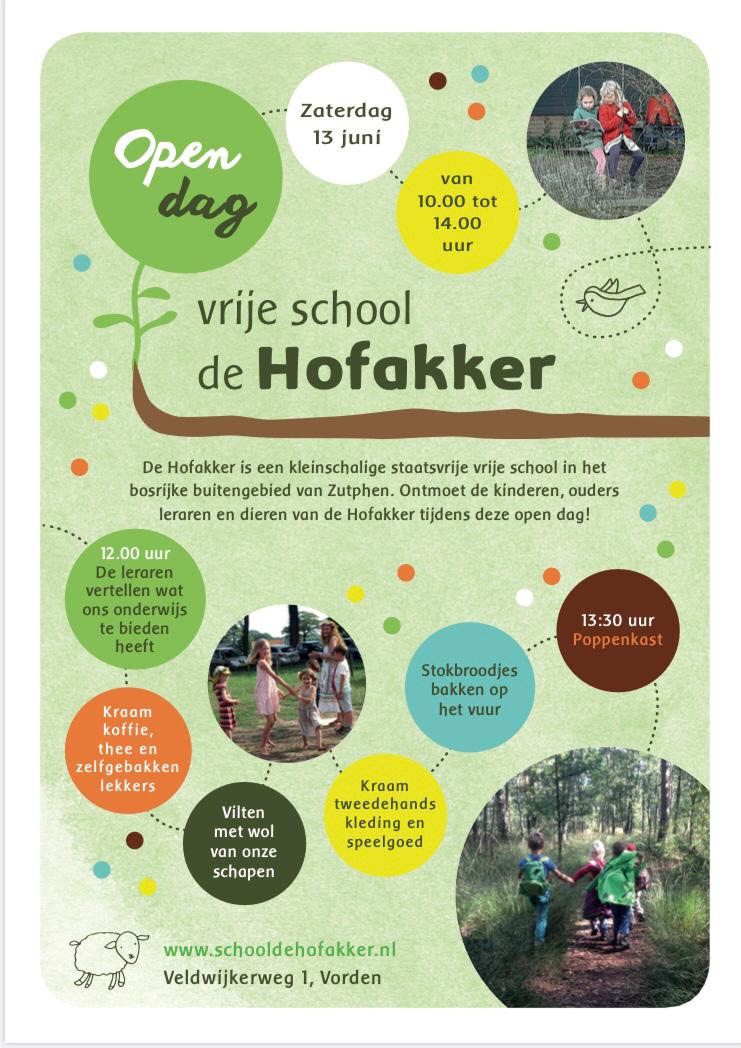 Open
dag
Zaterdag
13 juni
van
10.00 tot
14.00
uur
vrije school
de Hofakker
De Hofakker is een kleinschalige staatsvrije vrije school in het
bosrijke buitengebied van Zutphen. Ontmoet de kinderen, ouders
leraren en dieren van de Hofakker tijdens deze open dag!
12.00 uur
De leraren
vertellen wat
ons onderwijs
te bieden
heeft
Kraam
koffie,
thee en
zelfgebakken
lekkers
Vilten
met wol
van onze
schapen
Kraam
tweedehands
kleding en
speelgoed
Stokbroodjes
bakken op
het vuur
13:30 uur
Poppenkast
www.schooldehofakker.nl
Veldwijkerweg 1, Vorden